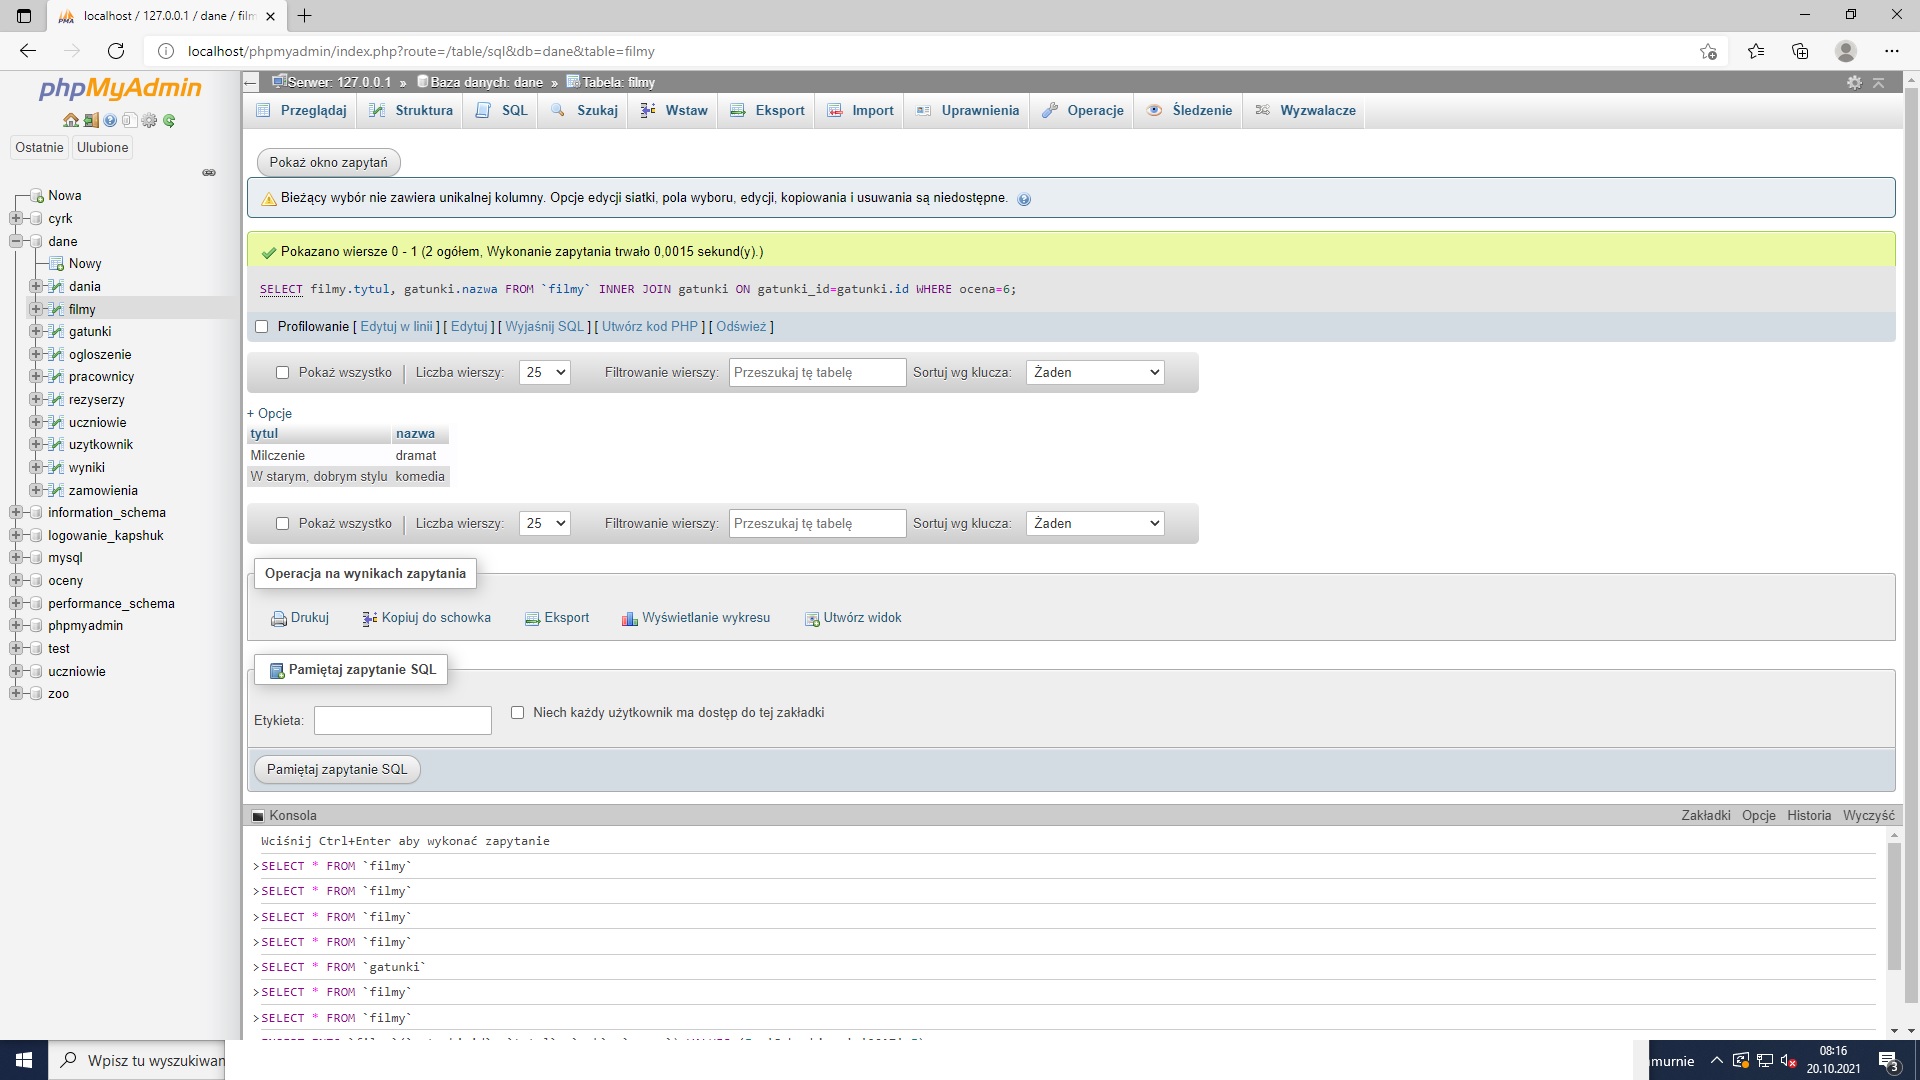 localhost / 127.0.0.1 / dane / film
localhost/phpmyadmin/index.php?route=/table/sql&db=dane&table=filmy
phpMyAdmin
Ostatnie Ulubione
Nowa
cyrk
dane
Nowy
dania
filmy
gatunki
ogloszenie
pracownicy
rezyserzy
uczniowie
uzytkownik
wyniki
zamowienia
information_schema
logowanie_kapshuk
mysql
oceny
performance_schema
phpmyadmin
test
uczniowie
zoo
Serwer: 127.0.0.1 » Baza danych: dane » Tabela: filmy
Przeglądaj Struktura SQL Szukaj Wstaw Eksport Import Uprawnienia Operacje Śledzenie Wyzwalacze
Pokaż okno zapytań
Bieżący wybór nie zawiera unikalnej kolumny. Opcje edycji siatki, pola wyboru, edycji, kopiowania i usuwania są niedostępne.
Pokazano wiersze 0 - 1 (2 ogółem, Wykonanie zapytania trwało 0,0015 sekund(y).)
SELECT filmy.tytul, gatunki.nazwa FROM `filmy` INNER JOIN gatunki ON gatunki_id=gatunki.id WHERE ocena=6;
Profilowanie [ Edytuj w linii ] [ Edytuj ] [ Wyjaśnij SQL ] [ Utwórz kod PHP ] [ Odśwież ]
Pokaż wszystko | Liczba wierszy: 25 Filtrowanie wierszy: Przeszukaj tę tabelę Sortuj wg klucza: Żaden
+ Opcje
tytul nazwa
Milczenie dramat
W starym, dobrym stylu komedia
Pokaż wszystko | Liczba wierszy: 25 Filtrowanie wierszy: Przeszukaj tę tabelę Sortuj wg klucza: Żaden
Operacja na wynikach zapytania
Drukuj Kopiuj do schowka Eksport Wyświetlanie wykresu Utwórz widok
Pamiętaj zapytanie SQL
Etykieta: Niech każdy użytkownik ma dostęp do tej zakładki
Pamiętaj zapytanie SQL
Konsola Zakładki Opcje Historia Wyczyść
Wciśnij Ctrl+Enter aby wykonać zapytanie
>SELECT * FROM `filmy`
>SELECT * FROM `filmy`
>SELECT * FROM `filmy`
>SELECT * FROM `filmy`
>SELECT * FROM `gatunki`
>SELECT * FROM `filmy`
>SELECT * FROM `filmy`
Wpisz tu wyszukiwan
murnie
08:16
20.10.2021
3